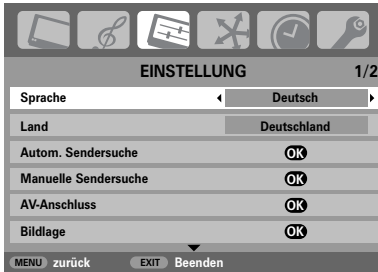 EINSTELLUNG 1/2
Sprache Deutsch
Land Deutschland
Autom. Sendersuche OK
Manuelle Sendersuche OK
AV-Anschluss OK
Bildlage OK
MENU zurück EXIT Beenden